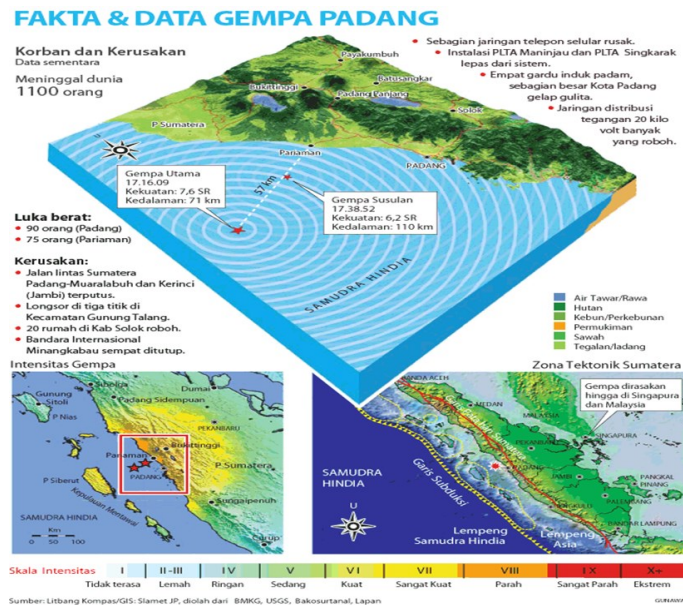 FAKTA & DATA GEMPA PADANG
Korban dan Kerusakan
Data sementara
Meninggal dunia
1100 orang
• Sebagian jaringan telepon selular rusak.
• Instalasi PLTA Maninjau dan PLTA Singkarak
lepas dari sistem.
• Empat gardu induk padam,
sebagian besar Kota Padang
gelap gulita.
• Jaringan distribusi
tegangan 20 kilo
volt banyak
yang roboh.
Payakumbuh
Bukittinggi
Batusangkar
Padang Panjang
Solok
P Sumatera
Pariaman
PADANG
Gempa Utama
17.16.09
Kekuatan: 7,6 SR
Kedalaman: 71 km
57 km
Gempa Susulan
17.38.52
Kekuatan: 6,2 SR
Kedalaman: 110 km
SAMUDRA HINDIA
Luka berat:
• 90 orang (Padang)
• 75 orang (Pariaman)
Kerusakan:
• Jalan lintas Sumatera
Padang-Muaralabuh dan Kerinci
(Jambi) terputus.
• Longsor di tiga titik di
Kecamatan Gunung Talang.
• 20 rumah di Kab Solok roboh.
• Bandara Internasional
Minangkabau sempat ditutup.
Air Tawar/Rawa
Hutan
Kebun/Perkebunan
Permukiman
Sawah
Tegalan/ladang
Intensitas Gempa
Sibolga
Dumai
Gunung
Sitoli
Padang Sidempuan
P Nias
PEKANBARU
Bukittinggi
Pariaman
PADANG
P Sumatera
P Siberut
Kepulauan Mentawai
Sungaipenuh
SAMUDRA HINDIA
Km
0 50 100
Curup
Zona Tektonik Sumatera
BANDA ACEH
MEDAN
MALAYSIA
Gempa dirasakan
hingga di Singapura
dan Malaysia
SINGAPURA
PEKANBARU
PADANG
JAMBI
PANGKAL
PINANG
PALEMBANG
BENGKULU
BANDAR LAMPUNG
SAMUDRA
HINDIA
Garis Subduksi
U
Lempeng
Samudra Hindia
Lempeng
Asia
Skala Intensitas I II-III IV V VI VII VIII IX X+
Tidak terasa Lemah Ringan Sedang Kuat Sangat Kuat Parah Sangat Parah Ekstrem
Sumber: Litbang Kompas/GIS: Slamet JP, diolah dari BMKG, USGS, Bakosurtanal, Lapan